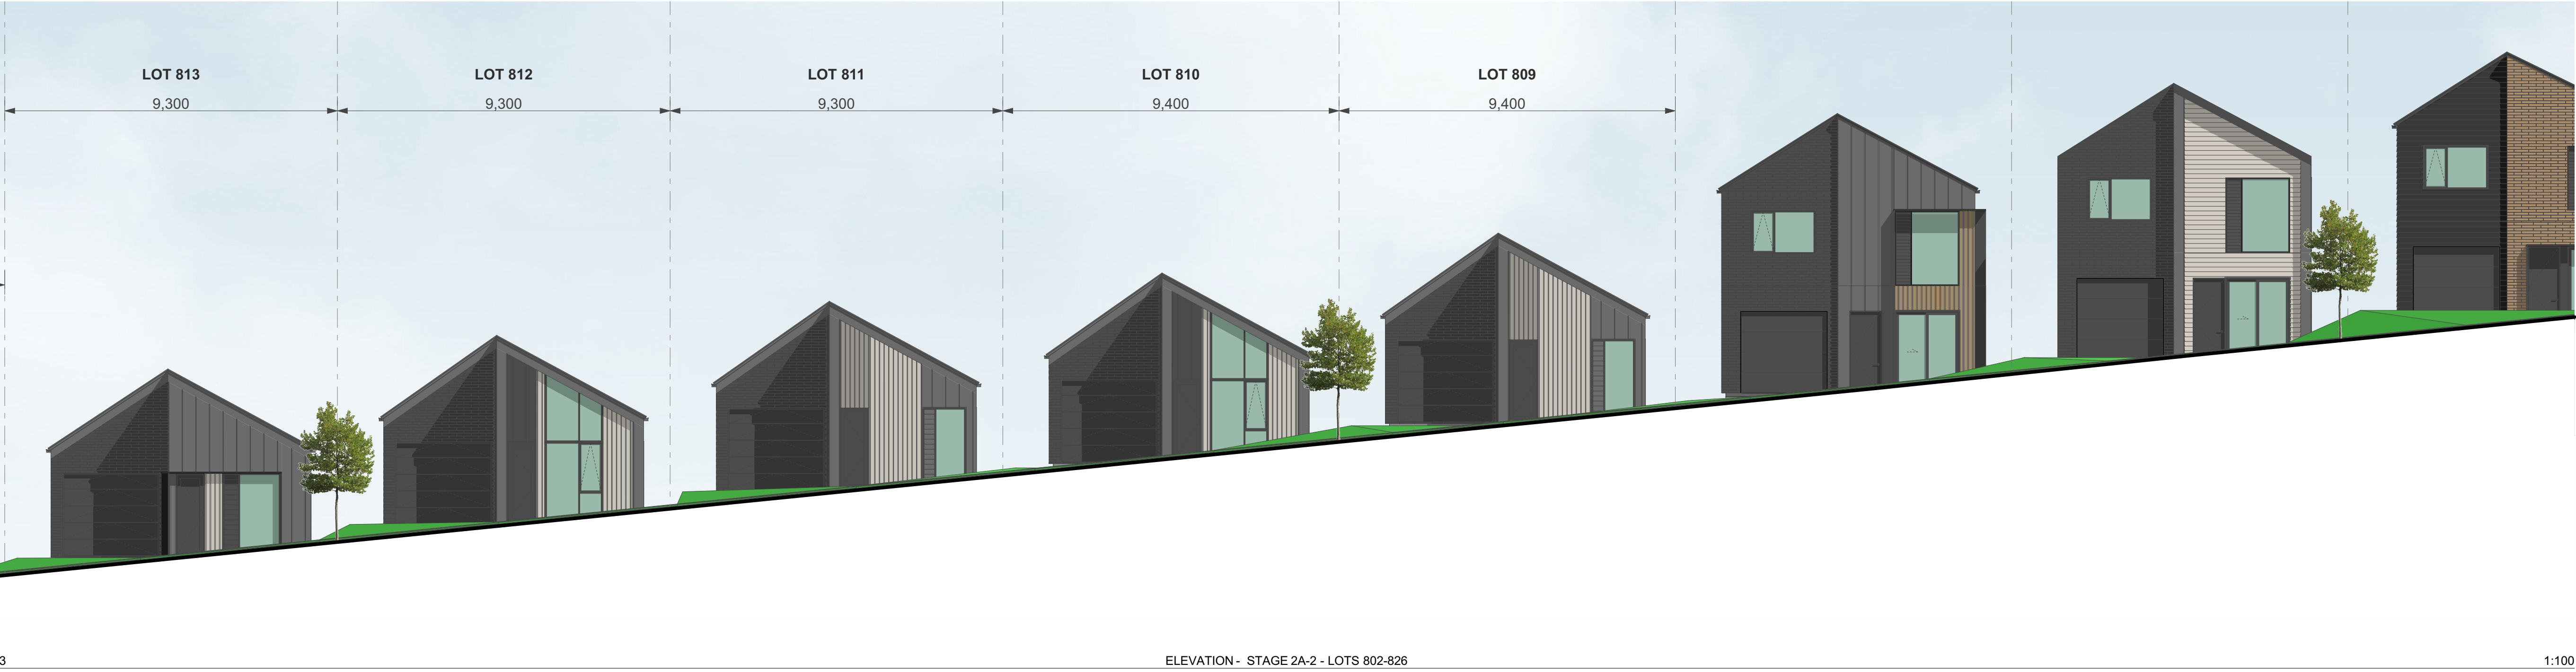 LOT 813
9,300
LOT 812
9,300
LOT 811
9,300
LOT 810
9,400
LOT 809
9,400
3
ELEVATION - STAGE 2A-2 - LOTS 802-826
1:100